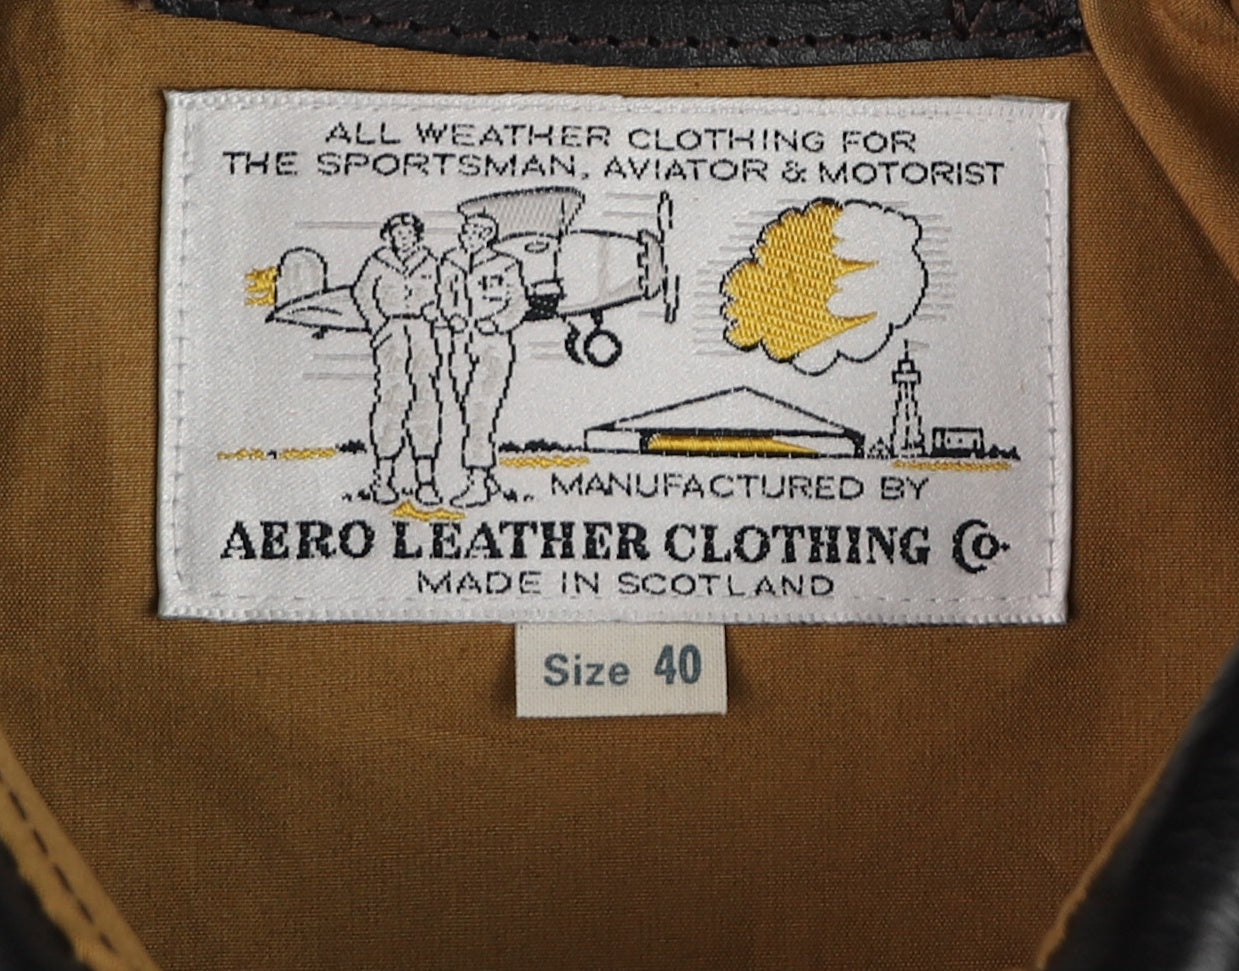 ALL WEATHER CLOTHING FOR
THE SPORTSMAN, AVIATOR & MOTORIST
MANUFACTURED BY
AERO LEATHER CLOTHING Co.
MADE IN SCOTLAND
Size 40